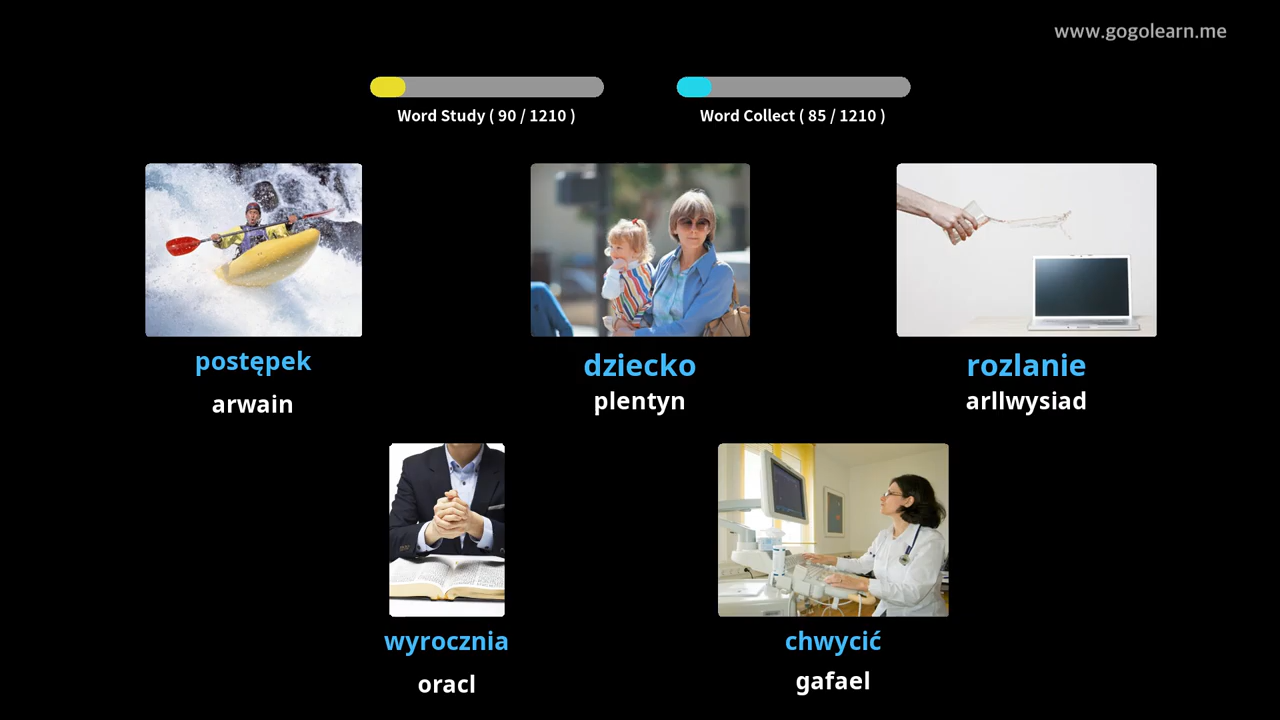 www.gogolearn.me
Word Study ( 90 / 1210 )
Word Collect ( 85 / 1210 )
postępek
dziecko
rozlanie
arwain
plentyn
arllwysiad
wyrocznia
chwycić
oracl
gafael